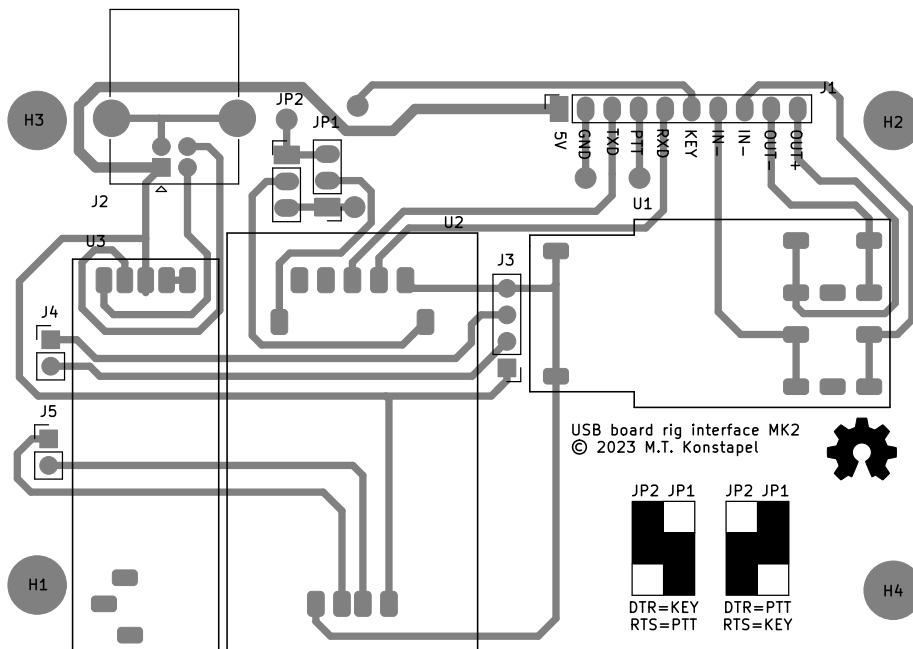 JP2
JP1
J1
H3
H2
5V
GND
TXD
PTT
RXD
KEY
IN-
IN-
OUT-
OUT+
J2
U1
U3
U2
J3
J4
J5
USB board rig interface MK2
© 2023 M.T. Konstapel
JP2 JP1
JP2 JP1
H1
H4
DTR=KEY
RTS=PTT
DTR=PTT
RTS=KEY